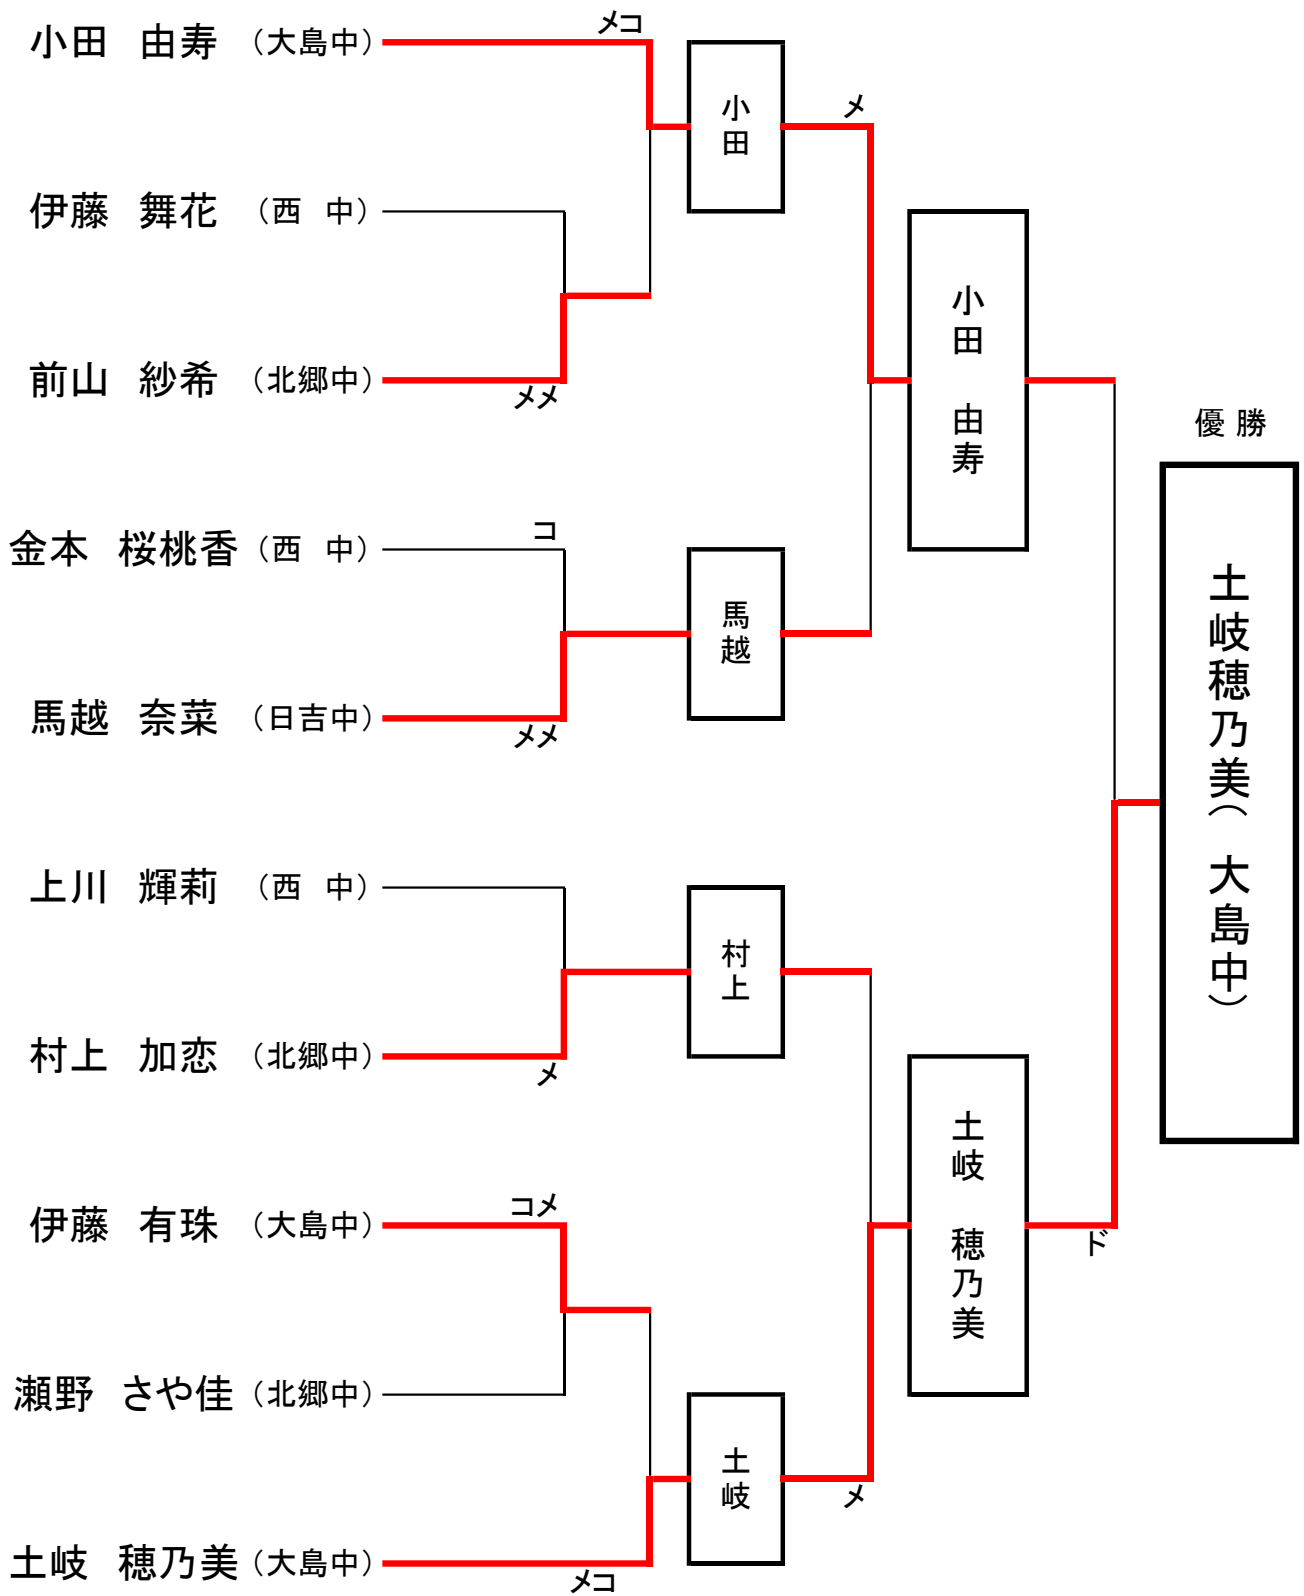 メコ
小田　由寿　（大島中）
小田
メ
伊藤　舞花　（西　中）
小田　由寿
前山　紗希　（北郷中）
メメ
優 勝
金本　桜桃香（西　中）
コ
馬越
土岐穂乃美（大島中）
馬越　奈菜　（日吉中）
メメ
上川　輝莉　（西　中）
村上
村上　加恋　（北郷中）
メ
土岐　穂乃美
コメ
伊藤　有珠　（大島中）
ド
瀬野　さや佳（北郷中）
土岐
メ
土岐　穂乃美（大島中）
メコ